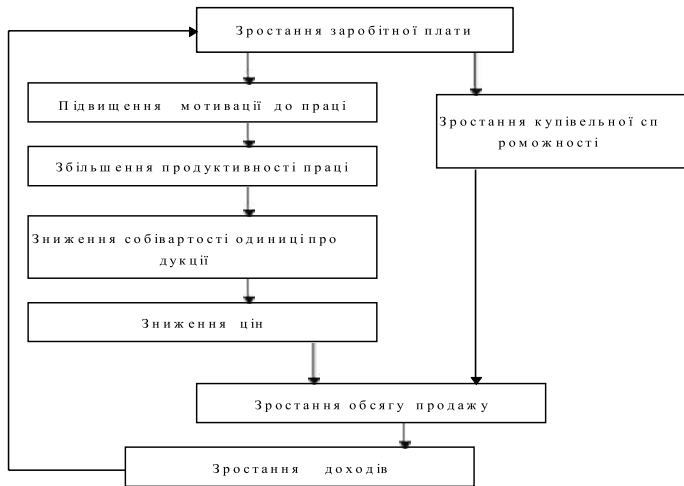 Зростання заробітної плати
Підвищення мотивації до праці
Зростання купівельної сп
роможності
Збільшення продуктивності праці
Зниження собівартості одиниці про
дукції
Зниження цін
Зростання обсягу продажу
Зростання доходів